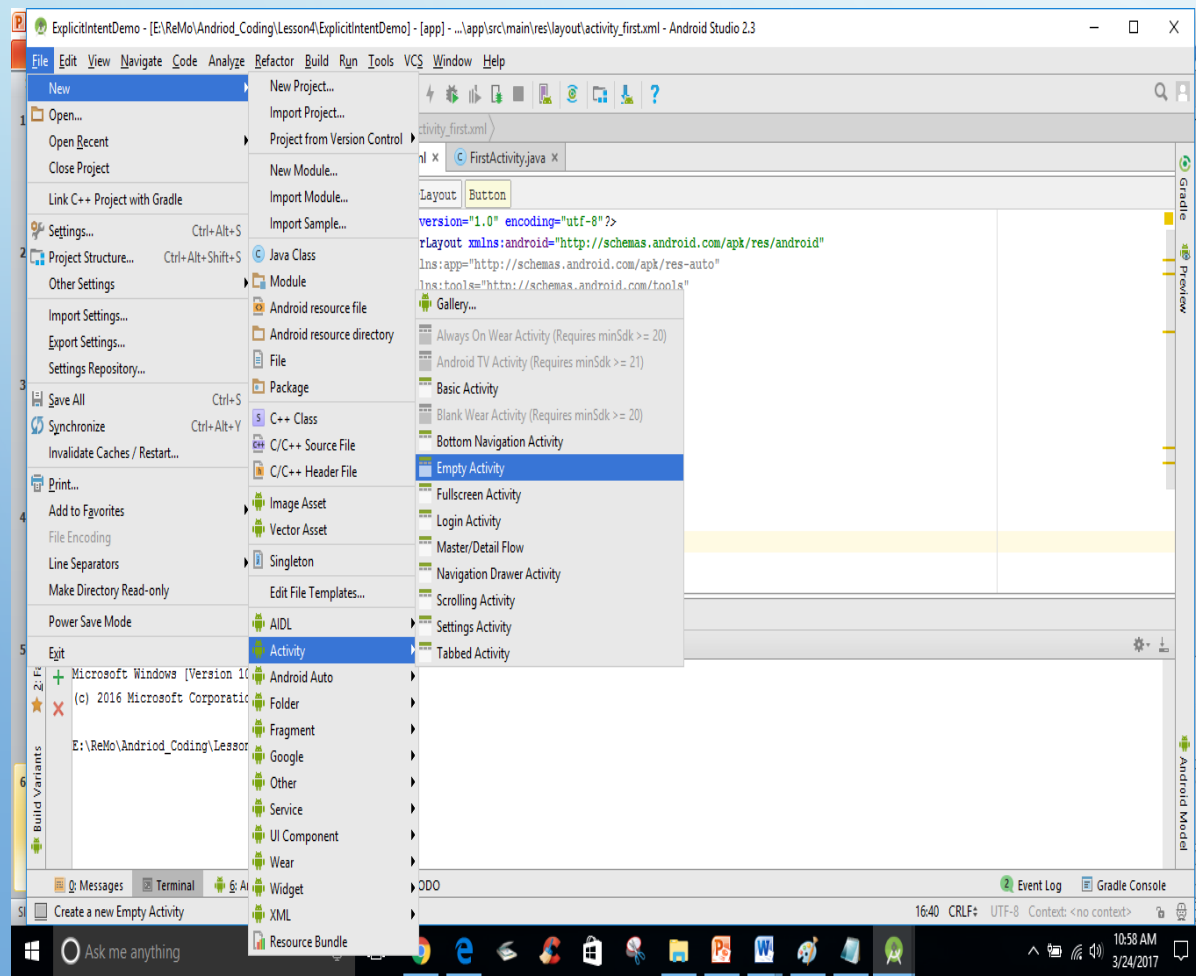 ExplicitIntentDemo - [E:\ReMo\Andriod_Coding\Lesson4\ExplicitIntentDemo] - [app] - ...\app\src\main\res\layout\activity_first.xml - Android Studio 2.3
File Edit View Navigate Code Analyze Refactor Build Run Tools VCS Window Help
New
Open...
Open Recent
Close Project
Link C++ Project with Gradle
Settings... Ctrl+Alt+S
Project Structure... Ctrl+Alt+Shift+S
Other Settings
Import Settings...
Export Settings...
Settings Repository...
Save All Ctrl+S
Synchronize Ctrl+Alt+Y
Invalidate Caches / Restart...
Print...
Add to Favorites
File Encoding
Line Separators
Make Directory Read-only
Power Save Mode
Exit
New Project...
Import Project...
Project from Version Control
New Module...
Import Module...
Import Sample...
Java Class
Module
Android resource file
Android resource directory
File
Package
C++ Class
C/C++ Source File
C/C++ Header File
Image Asset
Vector Asset
Singleton
Edit File Templates...
AIDL
Activity
Android Auto
Folder
Fragment
Google
Other
Service
UI Component
Wear
Widget
XML
Resource Bundle
Gallery...
Always On Wear Activity (Requires minSdk >= 20)
Android TV Activity (Requires minSdk >= 21)
Basic Activity
Blank Wear Activity (Requires minSdk >= 20)
Bottom Navigation Activity
Empty Activity
Fullscreen Activity
Login Activity
Master/Detail Flow
Navigation Drawer Activity
Scrolling Activity
Settings Activity
Tabbed Activity
ctivity_first.xml
ml FirstActivity.java
Layout Button
version="1.0" encoding="utf-8"?>
rLayout xmlns:android="http://schemas.android.com/apk/res/android"
lns:app="http://schemas.android.com/apk/res-auto"
lns:tools="http://schemas.android.com/tools"
Gradle
Preview
Android Model
1
2
3
4
5
6
2: Fa
Build Variants
Microsoft Windows [Version 10
(c) 2016 Microsoft Corporatio
E:\ReMo\Andriod_Coding\Lesson
0: Messages Terminal 6: A ODO 2 Event Log Gradle Console
Sl Create a new Empty Activity 16:40 CRLF UTF-8 Context: <no context>
Ask me anything
10:58 AM
3/24/2017